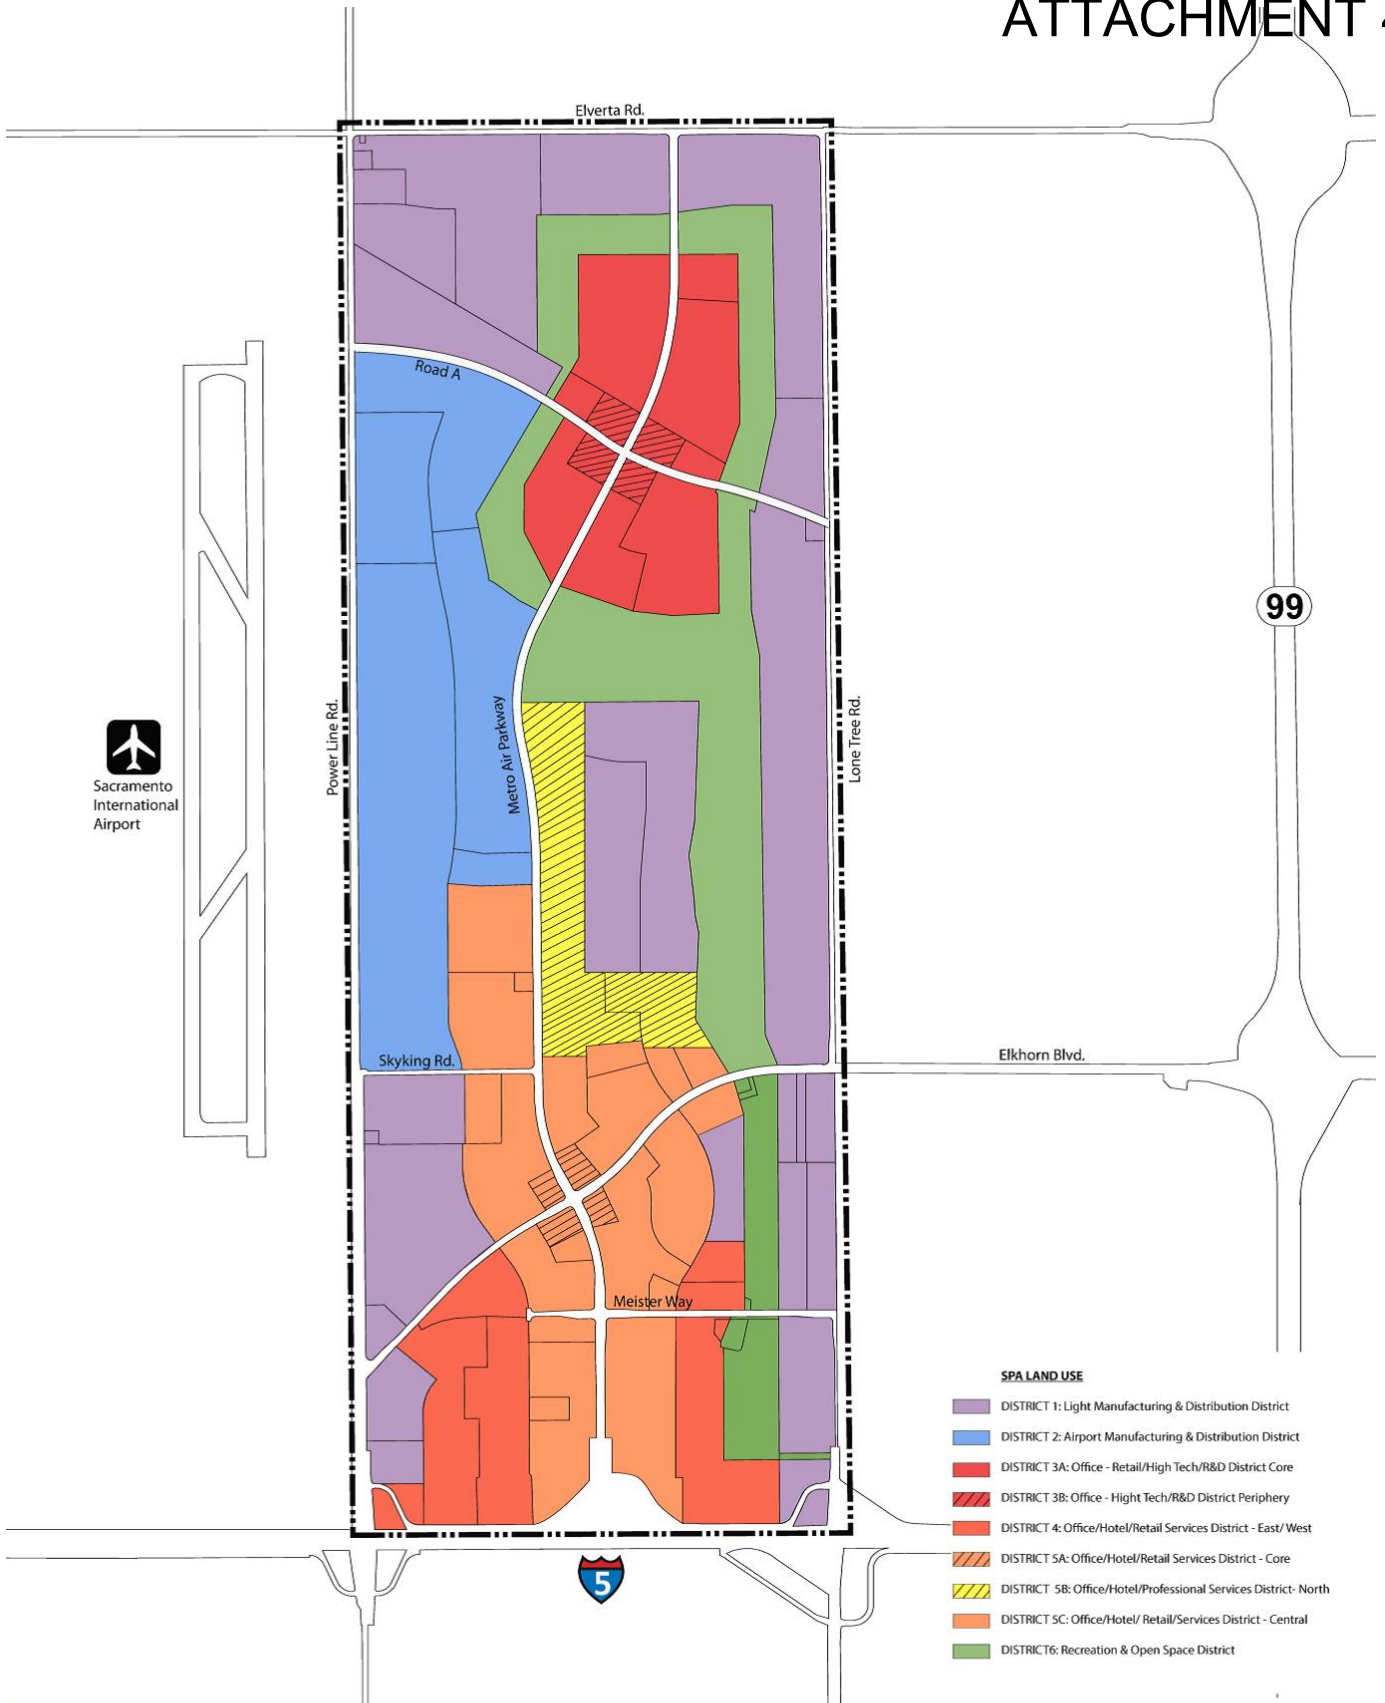 ATTACHMENT 4
Elverta Rd.
Road A
99
Power Line Rd.
Metro Air Parkway
Lone Tree Rd.
Sacramento
International
Airport
Skyking Rd.
Elkhorn Blvd.
Meister Way
SPA LAND USE
DISTRICT 1: Light Manufacturing & Distribution District
DISTRICT 2: Airport Manufacturing & Distribution District
DISTRICT 3A: Office - Retail/High Tech/R&D District Core
DISTRICT 3B: Office - Hight Tech/R&D District Periphery
DISTRICT 4: Office/Hotel/Retail Services District - East/ West
DISTRICT 5A: Office/Hotel/Retail Services District - Core
DISTRICT 5B: Office/Hotel/Professional Services District- North
DISTRICT 5C: Office/Hotel/ Retail/Services District - Central
DISTRICT6: Recreation & Open Space District
5